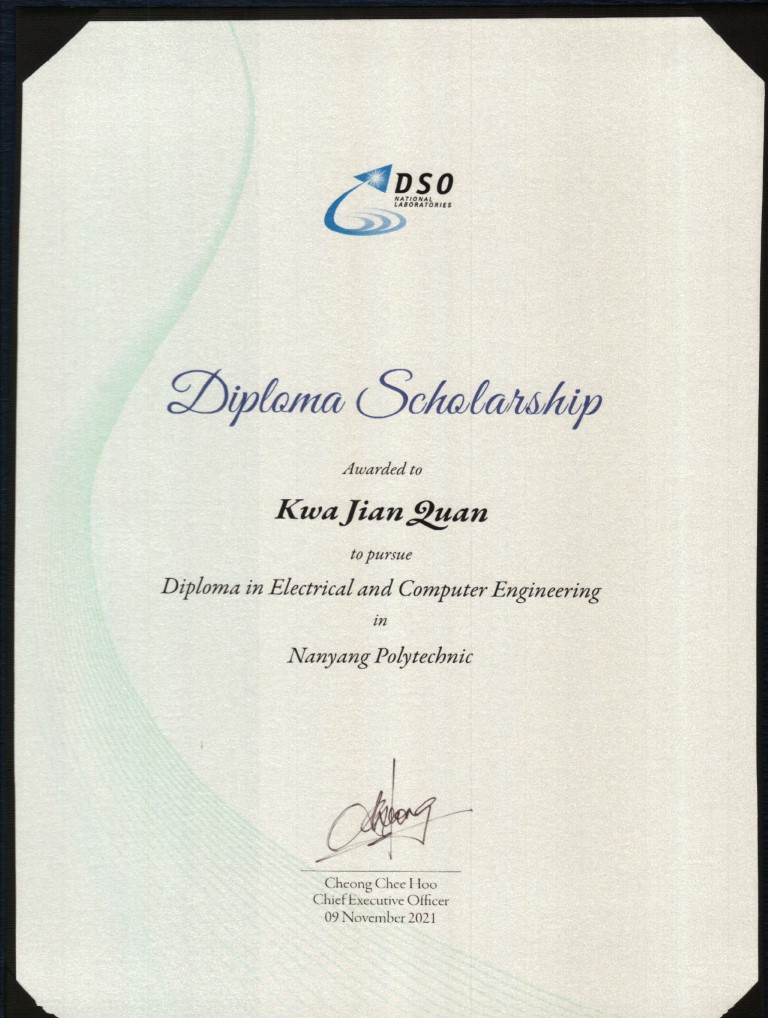 DSO
NATIONAL
LABORATORIES
Diploma Scholarship
Awarded to
Kwa Jian Quan
to pursue
Diploma in Electrical and Computer Engineering
in
Nanyang Polytechnic
Cheong Chee Hoo
Chief Executive Officer
09 November 2021